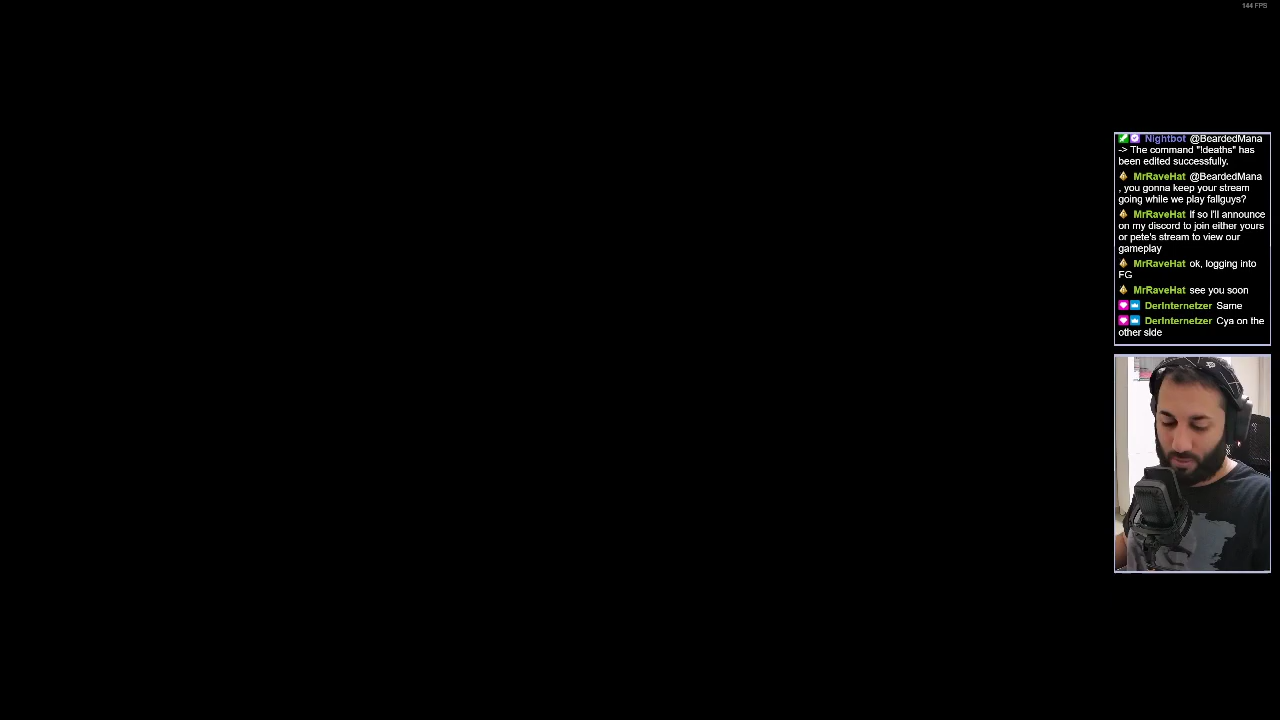 144 FPS
Nightbot @BeardedMana
-> The command "!deaths" has
been edited successfully.
MrRaveHat @BeardedMana
, you gonna keep your stream
going while we play fallguys?
MrRaveHat If so I'll announce
on my discord to join either yours
or pete's stream to view our
gameplay
MrRaveHat ok, logging into
FG
MrRaveHat see you soon
DerInternetzer Same
DerInternetzer Cya on the
other side